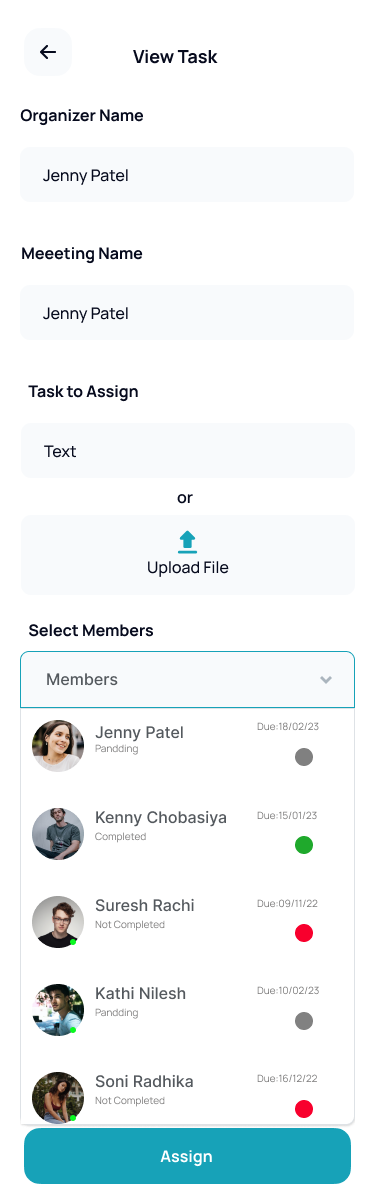 View Task
Organizer Name
Jenny Patel
Meeeting Name
Jenny Patel
Task to Assign
Text
or
Upload File
Select Members
Members
Jenny Patel
Due:18/02/23
Pandding
Kenny Chobasiya
Due:15/01/23
Completed
Suresh Rachi
Due:09/11/22
Not Completed
Kathi Nilesh
Due:10/02/23
Pandding
Soni Radhika
Due:16/12/22
Not Completed
Assign